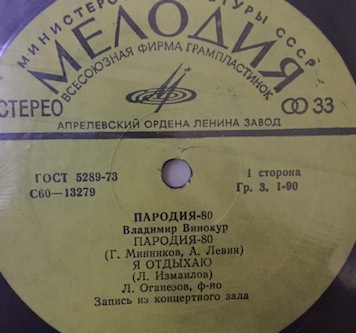 МИНИСТЕРСТВО КУЛЬТУРЫ СССР
МЕЛОДИЯ
ВСЕСОЮЗНАЯ ФИРМА ГРАМПЛАСТИНОК
СТЕРЕО
33
АПРЕЛЕВСКИЙ ОРДЕНА ЛЕНИНА ЗАВОД
ГОСТ 5289-73
С60—13279
1 сторона
Гр. 3. 1-90
ПАРОДИЯ-80
Владимир Винокур
ПАРОДИЯ-80
(Г. Минников, А. Левин)
Я ОТДЫХАЮ
(Л. Измаилов)
Л. Оганезов, ф-но
Запись из концертного зала